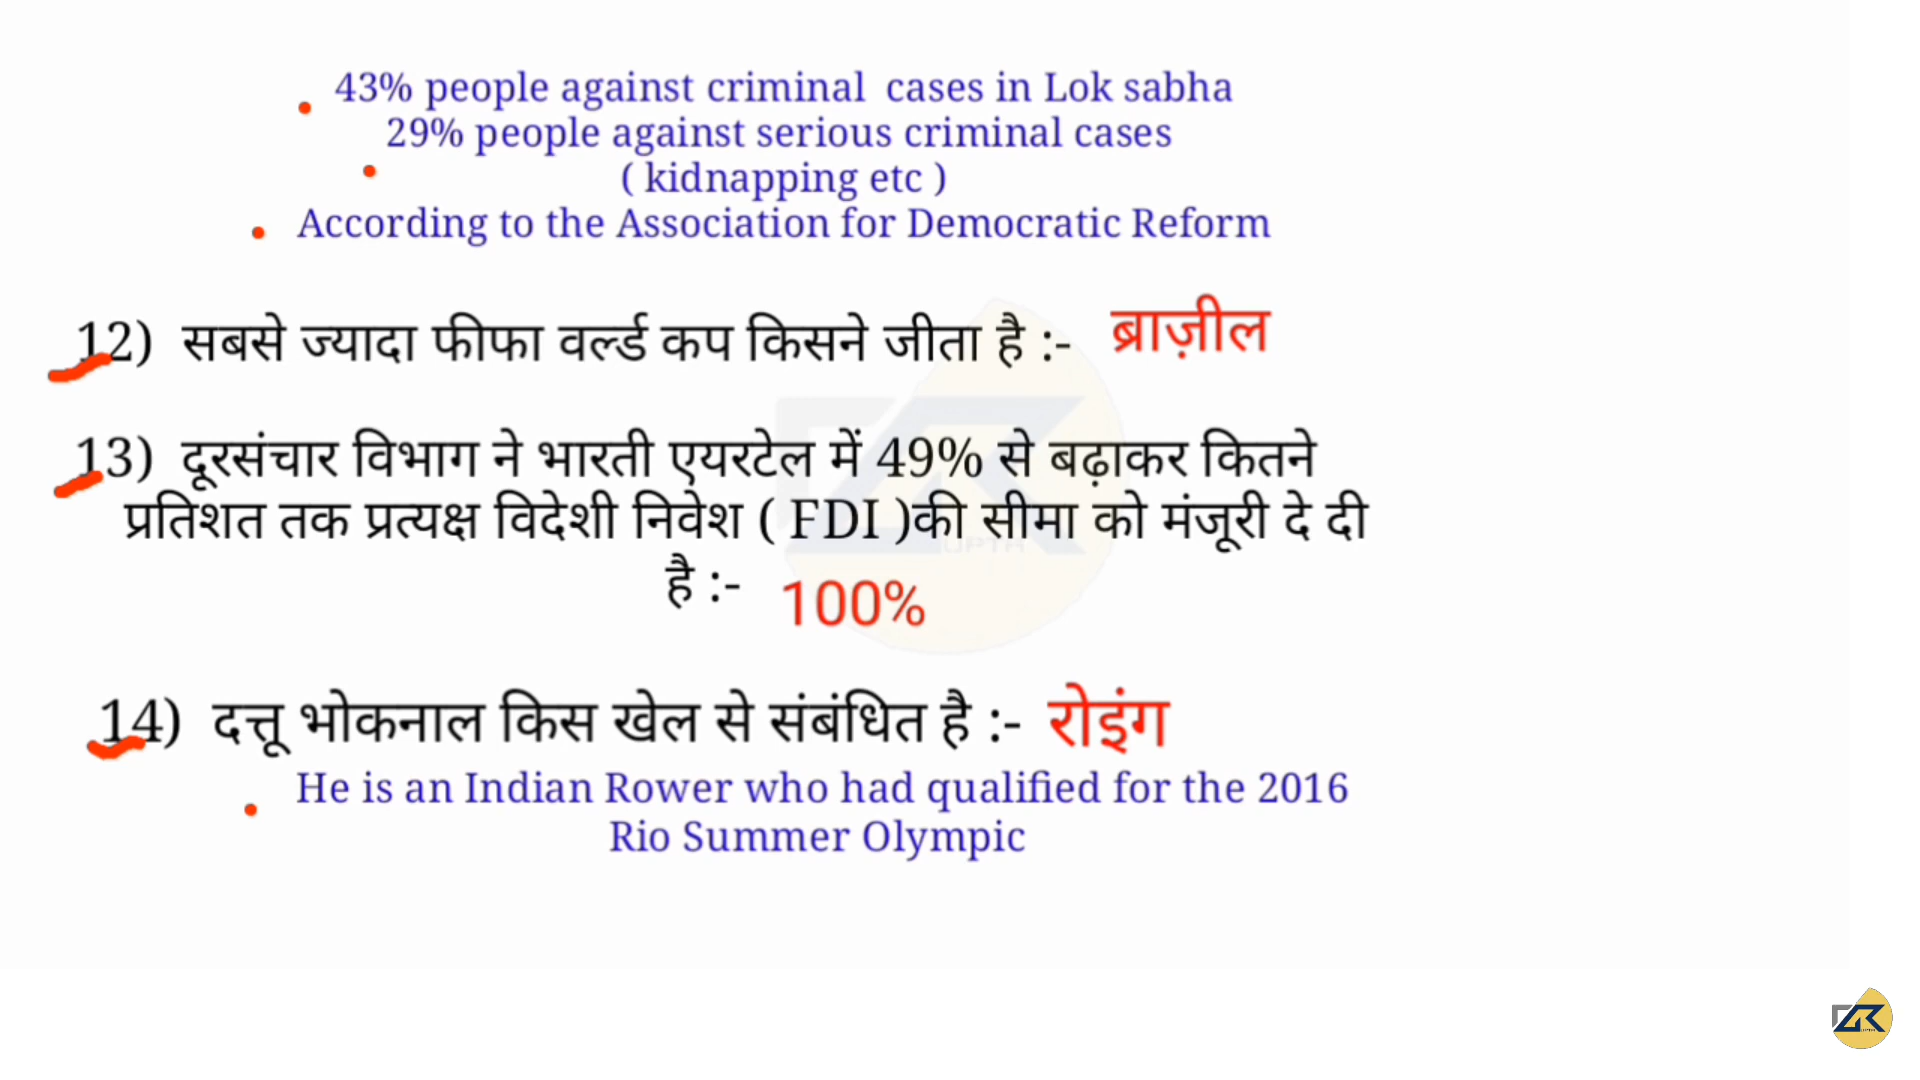 43% people against criminal cases in Lok sabha
29% people against serious criminal cases
( kidnapping etc )
According to the Association for Democratic Reform
12) सबसे ज्यादा फीफा वर्ल्ड कप किसने जीता है :- ब्राज़ील
13) दूरसंचार विभाग ने भारती एयरटेल में 49% से बढ़ाकर कितने
प्रतिशत तक प्रत्यक्ष विदेशी निवेश ( FDI )की सीमा को मंजूरी दे दी
है :- 100%
14) दत्तू भोकनाल किस खेल से संबंधित है :- रोइंग
He is an Indian Rower who had qualified for the 2016
Rio Summer Olympic